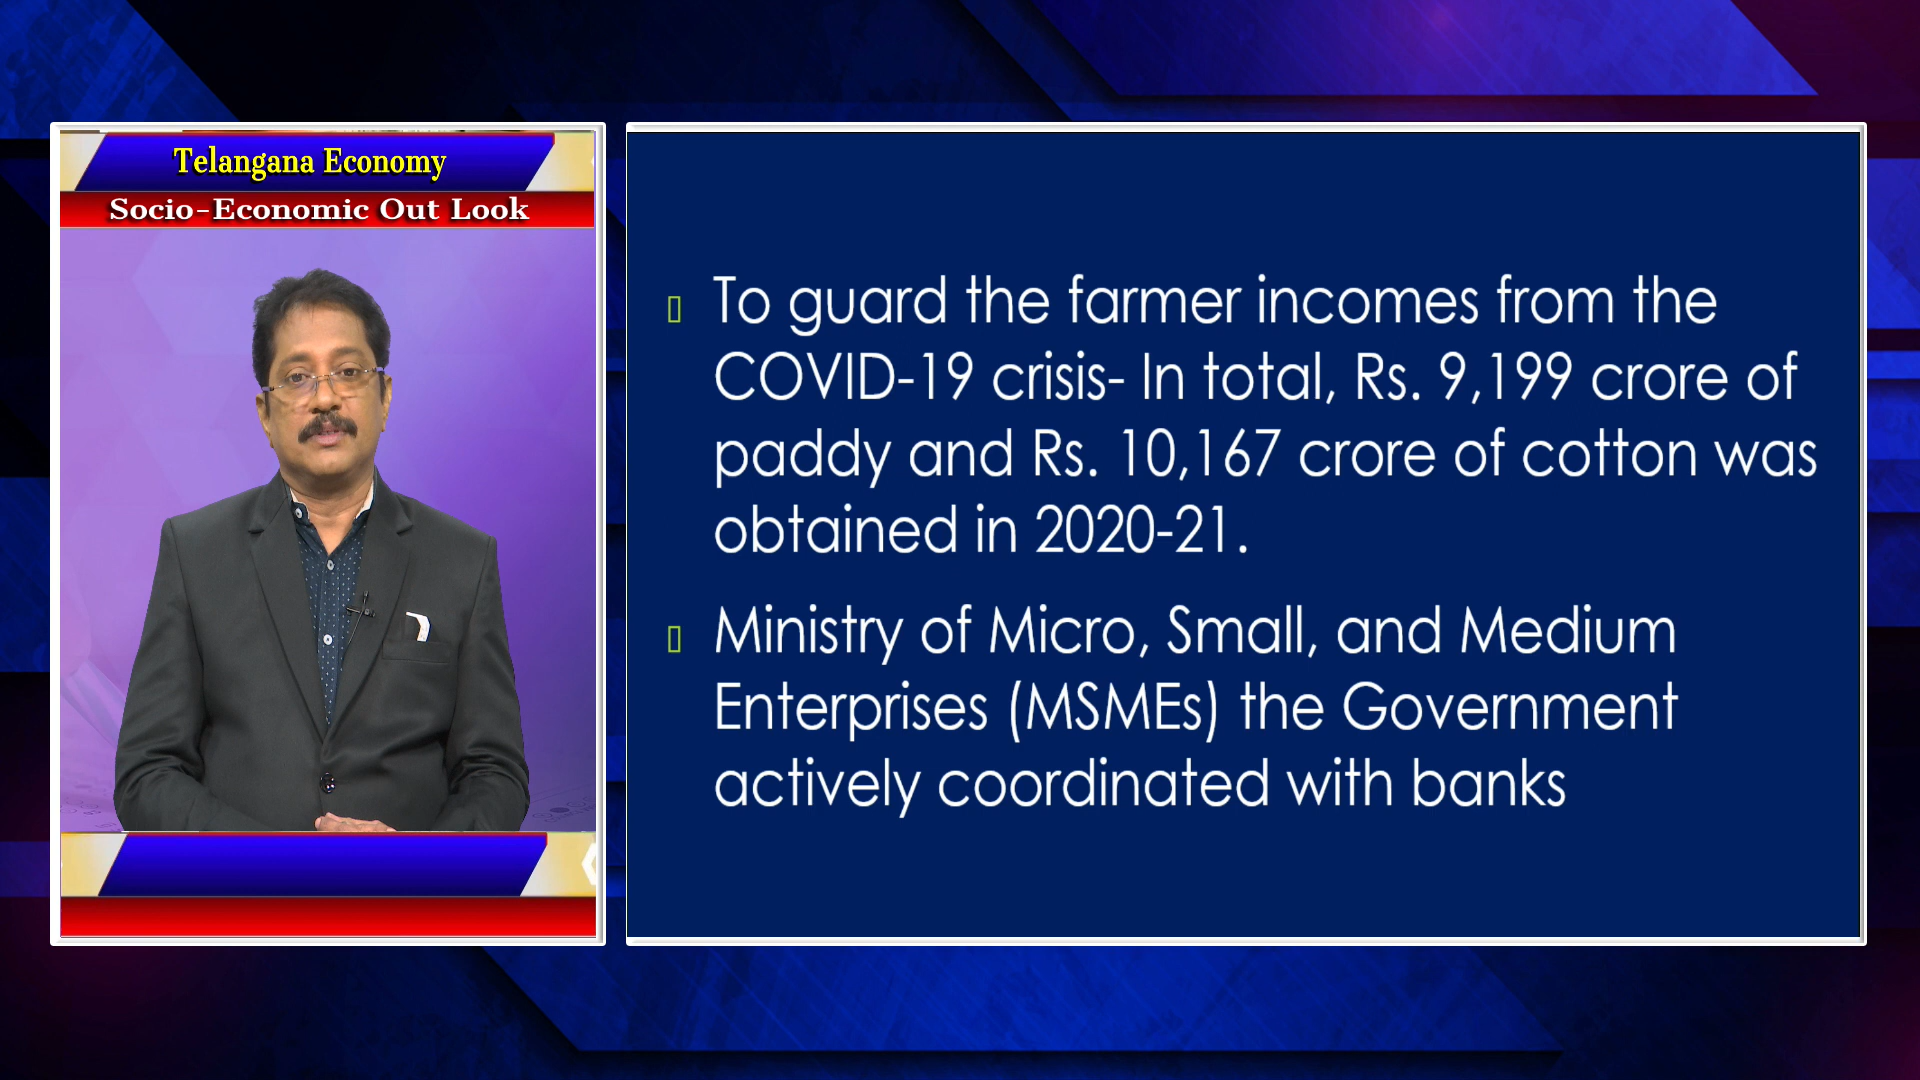 Telangana Economy
Socio-Economic Out Look
To guard the farmer incomes from the
COVID-19 crisis- In total, Rs. 9,199 crore of
paddy and Rs. 10,167 crore of cotton was
obtained in 2020-21.
Ministry of Micro, Small, and Medium
Enterprises (MSMEs) the Government
actively coordinated with banks